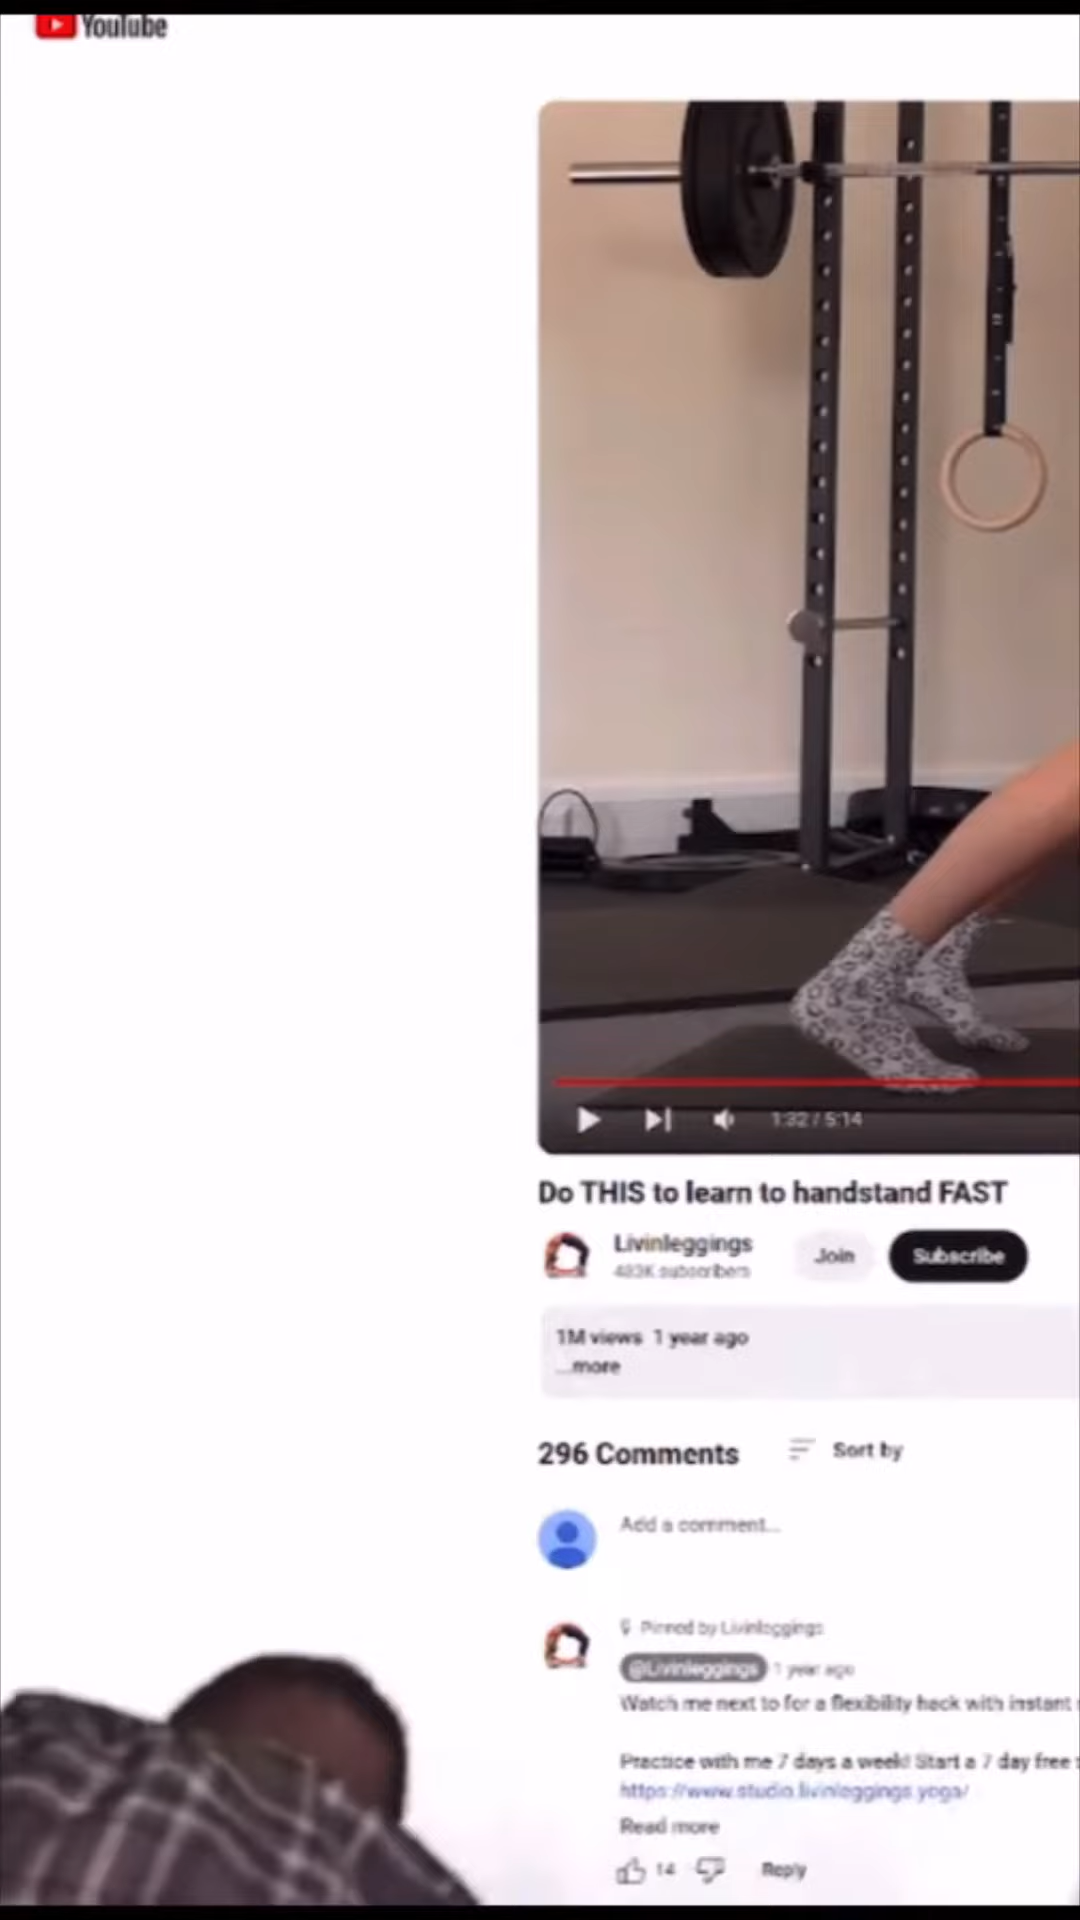 YouTube
1:32 / 5:14
Do THIS to learn to handstand FAST
Livinleggings
483K subscribers
Join
Subscribe
1M views 1 year ago
...more
296 Comments
Sort by
Add a comment...
Pinned by Livinleggings
@Livinleggings 1 year ago
Watch me next to for a flexibility hack with instant
Practice with me 7 days a week! Start a 7 day free
https://www.studio.livinleggings.yoga/
Read more
14
Reply